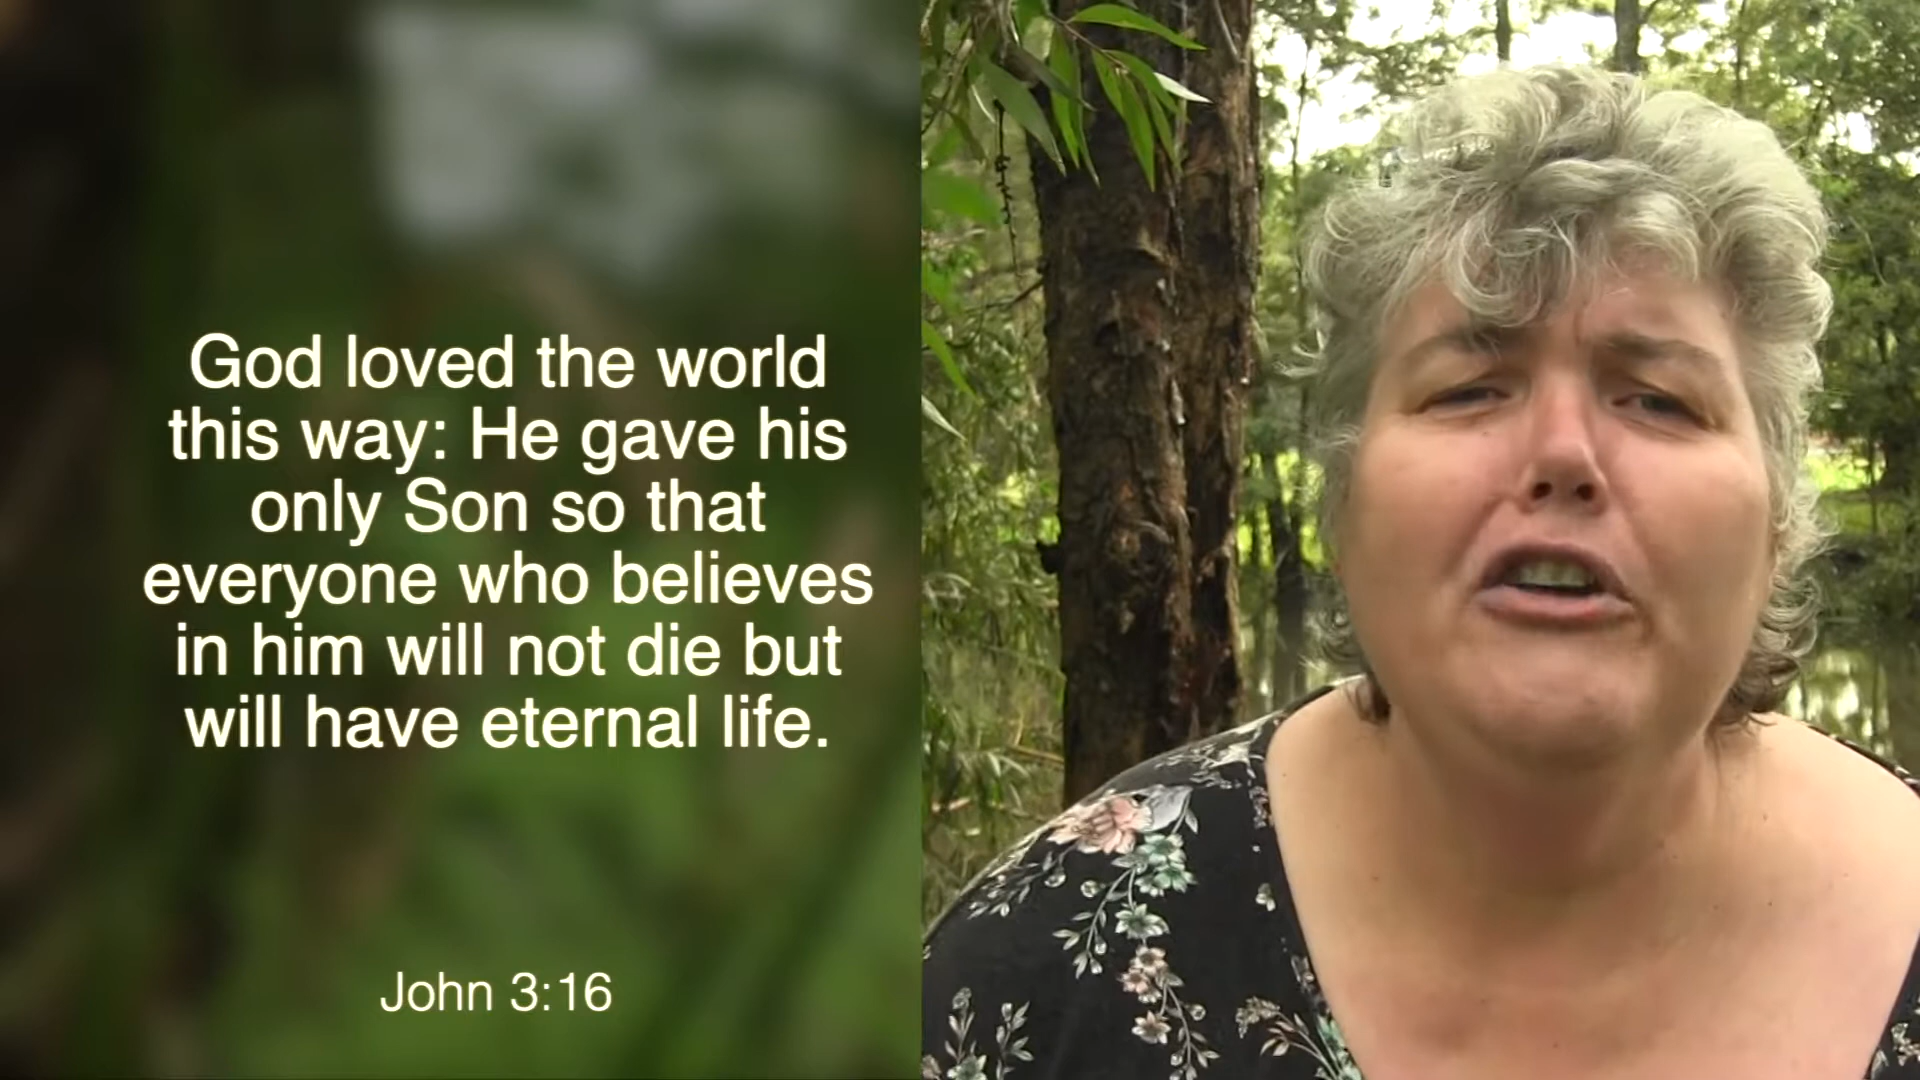 God loved the world
this way: He gave his
only Son so that
everyone who believes
in him will not die but
will have eternal life.
John 3:16